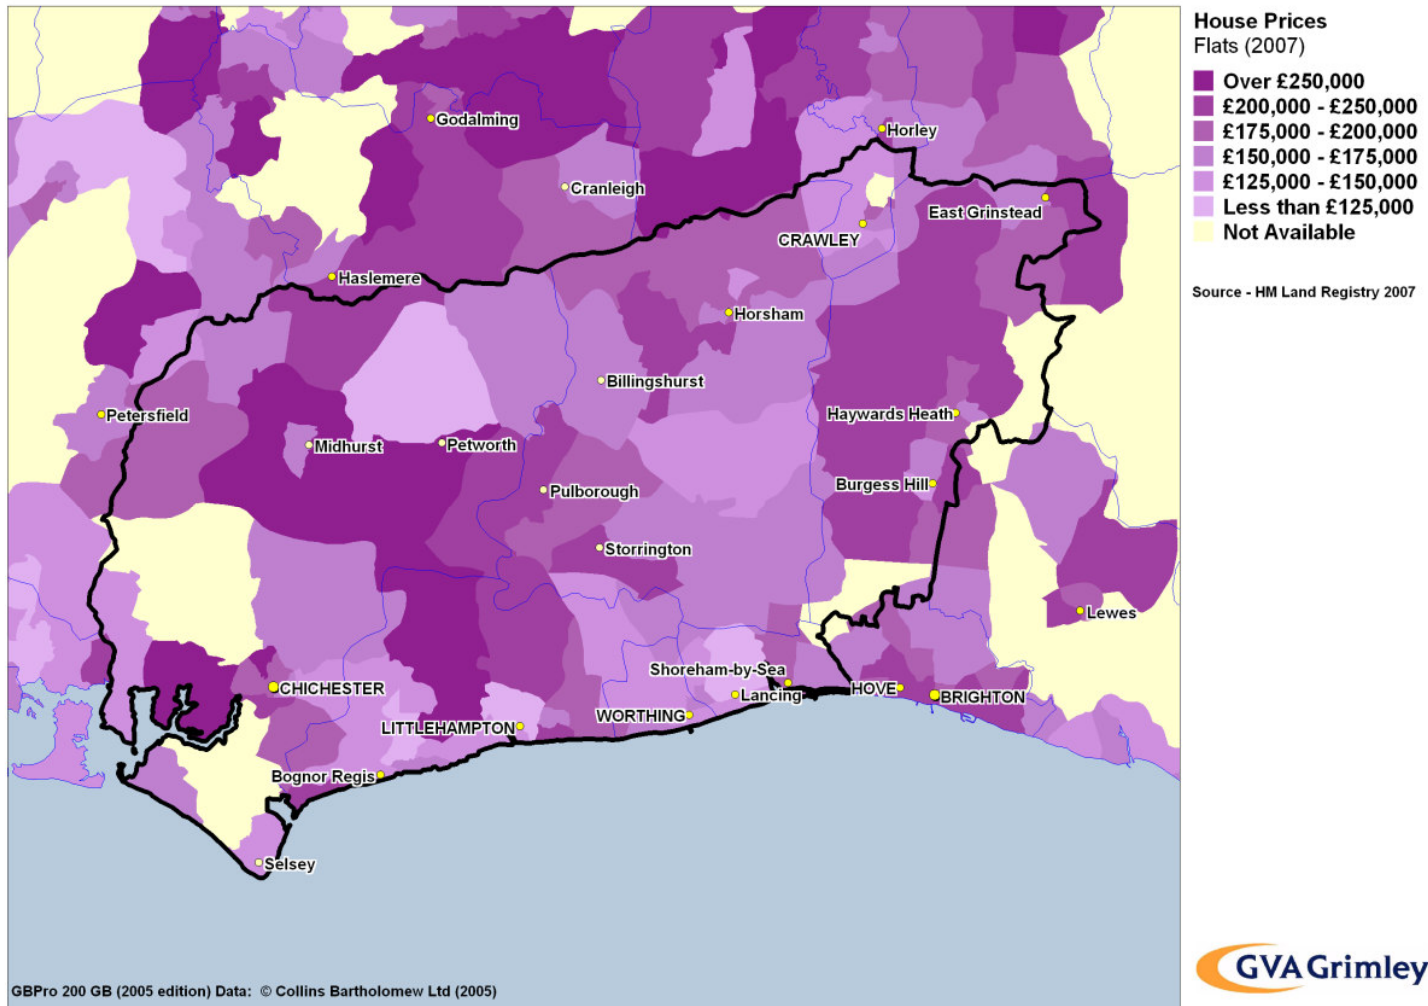 House Prices
Flats (2007)
Over £250,000
£200,000 - £250,000
£175,000 - £200,000
£150,000 - £175,000
£125,000 - £150,000
Less than £125,000
Not Available
Source - HM Land Registry 2007
Godalming
Horley
Cranleigh
East Grinstead
CRAWLEY
Haslemere
Horsham
Billingshurst
Petersfield
Haywards Heath
Midhurst
Petworth
Burgess Hill
Pulborough
Storrington
Lewes
Shoreham-by-Sea
CHICHESTER
HOVE
BRIGHTON
Lancing
WORTHING
LITTLEHAMPTON
Bognor Regis
Selsey
GBPro 200 GB (2005 edition) Data: © Collins Bartholomew Ltd (2005)
GVA Grimley